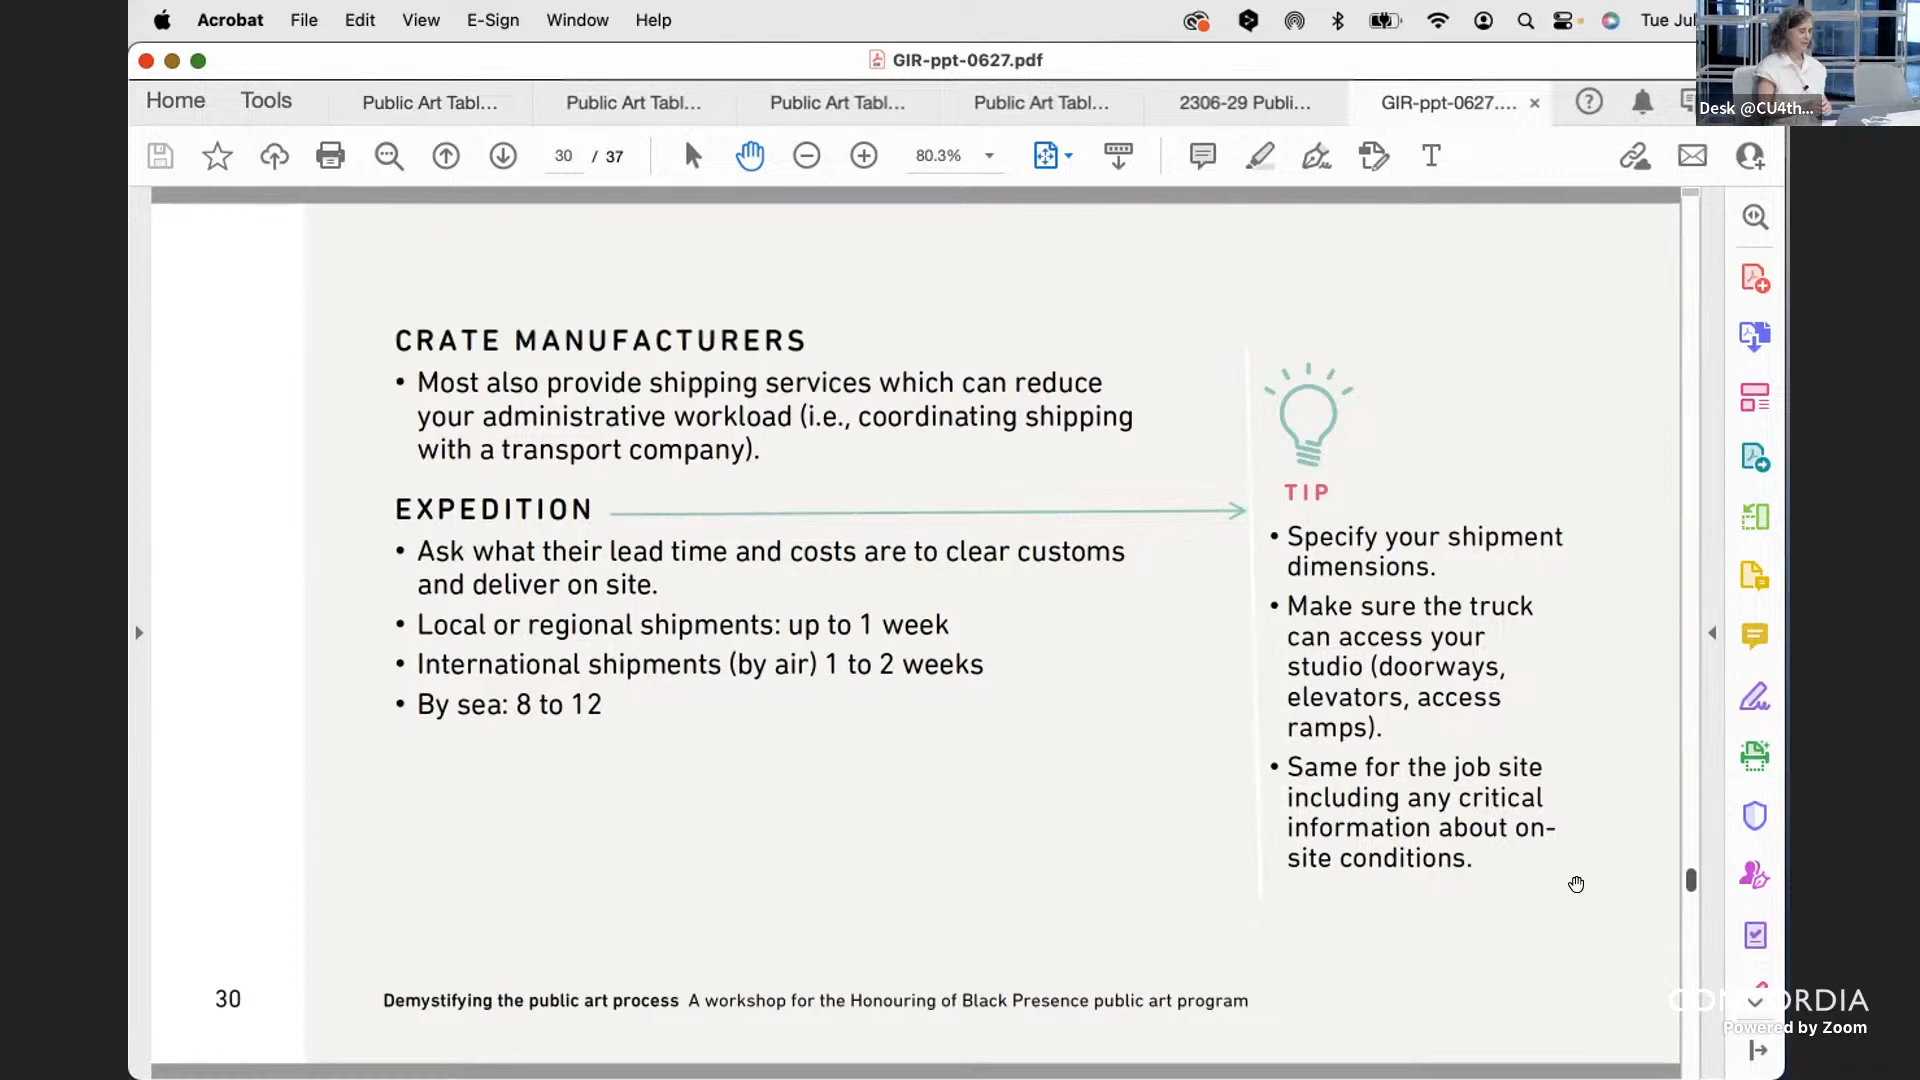 Acrobat File Edit View E-Sign Window Help Tue Jul
GIR-ppt-0627.pdf
Home Tools Public Art Tabl... Public Art Tabl... Public Art Tabl... Public Art Tabl... 2306-29 Publi... GIR-ppt-0627....
Desk @CU4th...
30 / 37 80.3%
CRATE MANUFACTURERS
• Most also provide shipping services which can reduce
your administrative workload (i.e., coordinating shipping
with a transport company).
EXPEDITION
• Ask what their lead time and costs are to clear customs
and deliver on site.
• Local or regional shipments: up to 1 week
• International shipments (by air) 1 to 2 weeks
• By sea: 8 to 12
TIP
• Specify your shipment
dimensions.
• Make sure the truck
can access your
studio (doorways,
elevators, access
ramps).
• Same for the job site
including any critical
information about on-
site conditions.
30
Demystifying the public art process A workshop for the Honouring of Black Presence public art program
CONCORDIA
Powered by Zoom